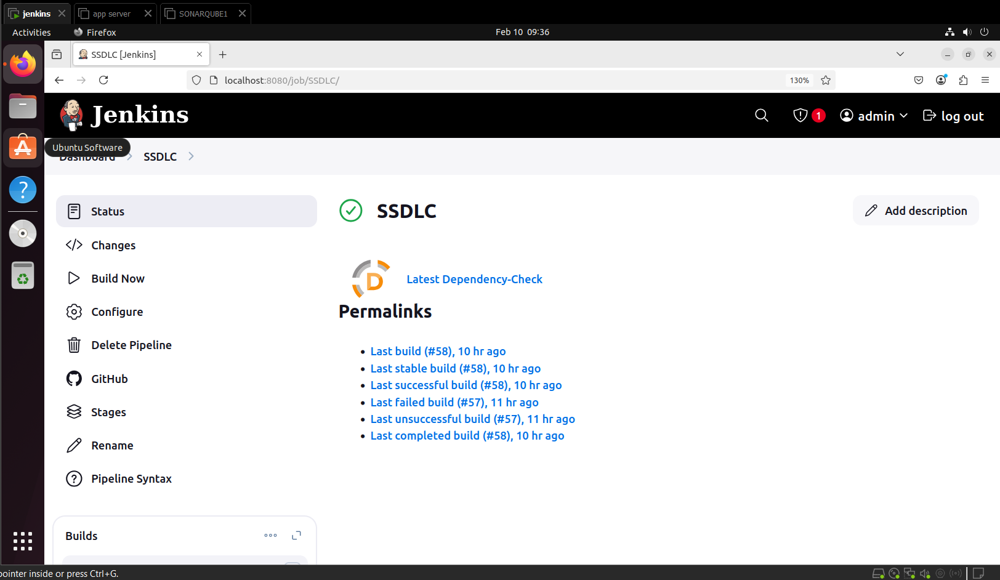 jenkins
app server
SONARQUBE1
Activities
Firefox
Feb 10 09:36
SSDLC [Jenkins]
localhost:8080/job/SSDLC/
130%
Jenkins
1
admin
log out
Ubuntu Software
Dashboard
SSDLC
Status
Changes
Build Now
Configure
Delete Pipeline
GitHub
Stages
Rename
Pipeline Syntax
Builds
SSDLC
Add description
D
Latest Dependency-Check
Permalinks
Last build (#58), 10 hr ago
Last stable build (#58), 10 hr ago
Last successful build (#58), 10 hr ago
Last failed build (#57), 11 hr ago
Last unsuccessful build (#57), 11 hr ago
Last completed build (#58), 10 hr ago
pointer inside or press Ctrl+G.